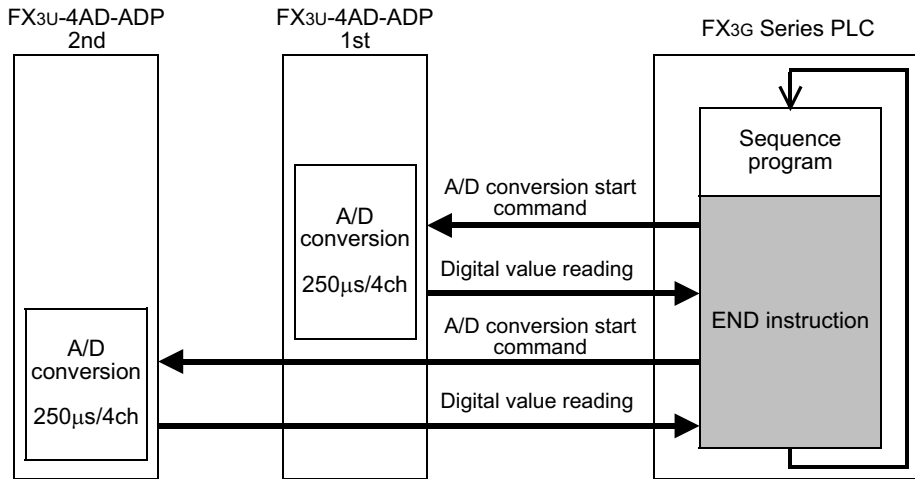 FX3U-4AD-ADP
2nd
FX3U-4AD-ADP
1st
FX3G Series PLC
Sequence
program
A/D conversion start
command
A/D
conversion
250μs/4ch
Digital value reading
END instruction
A/D conversion start
command
A/D
conversion
250μs/4ch
Digital value reading